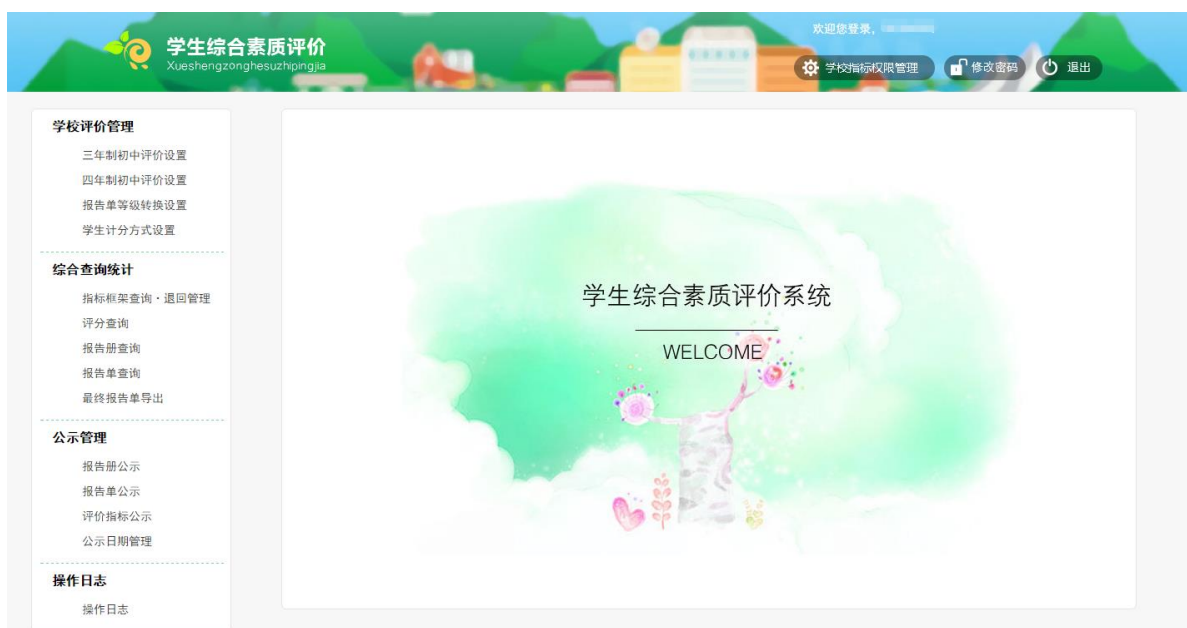 学生综合素质评价
Xueshengzonghesuzhipingjia
欢迎您登录,
学校指标权限管理
修改密码
退出
学校评价管理
三年制初中评价设置
四年制初中评价设置
报告单等级转换设置
学生计分方式设置
综合查询统计
指标框架查询·退回管理
评分查询
报告册查询
报告单查询
最终报告单导出
公示管理
报告册公示
报告单公示
评价指标公示
公示日期管理
操作日志
操作日志
学生综合素质评价系统
WELCOME